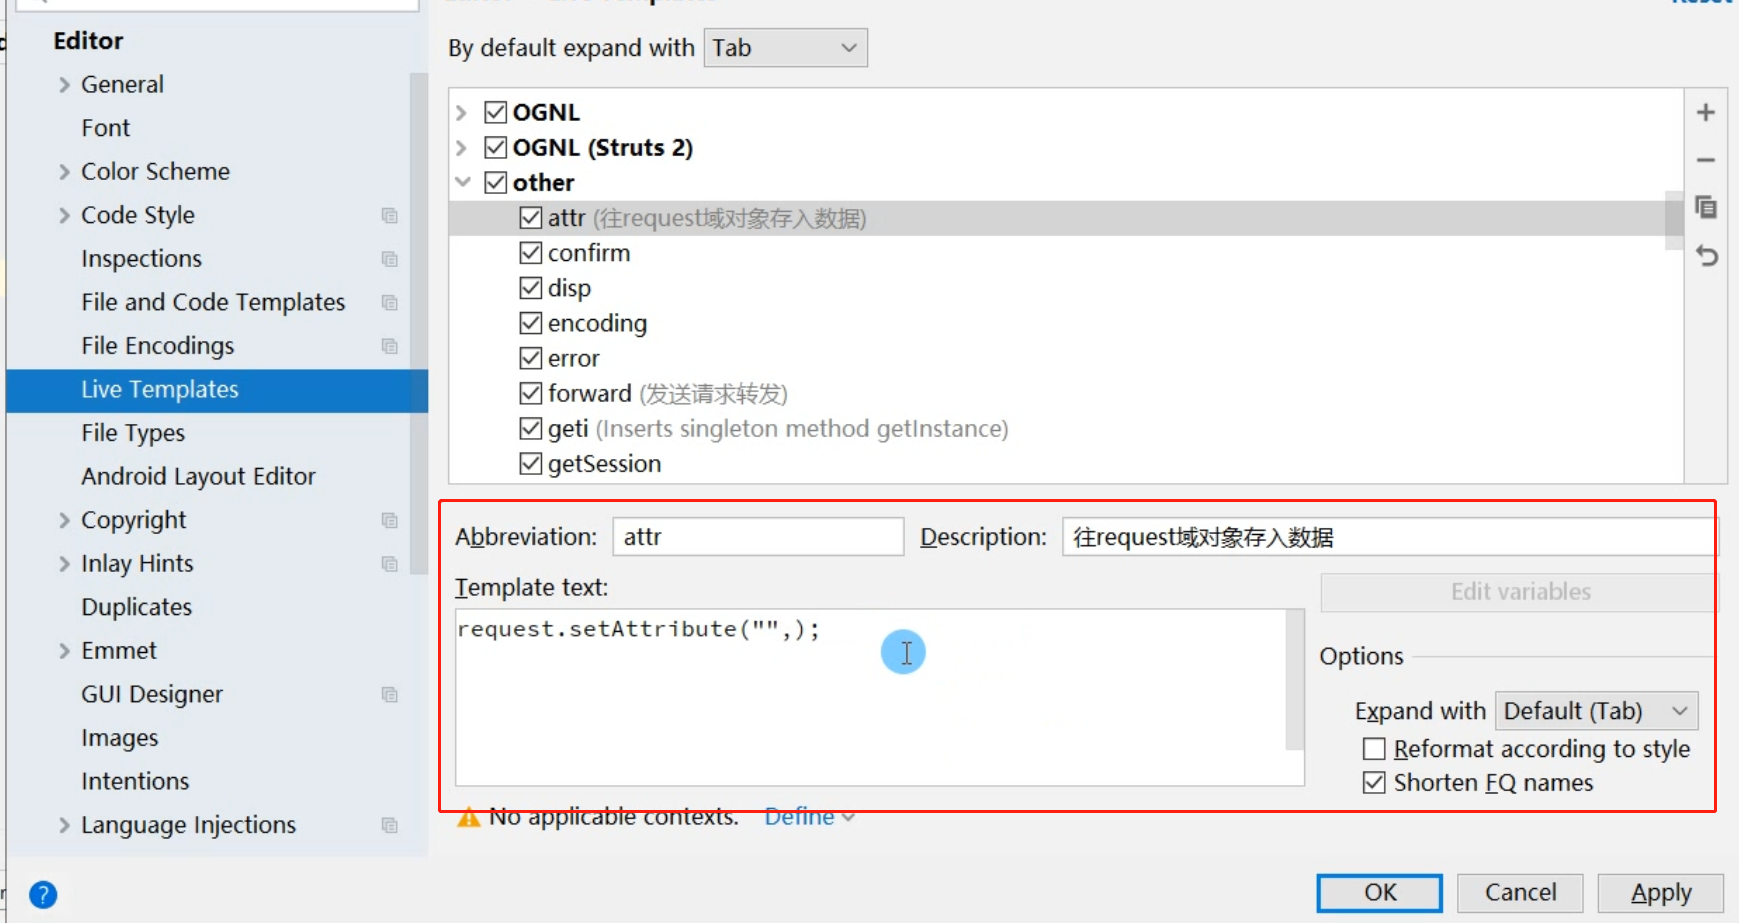 Editor
General
Font
Color Scheme
Code Style
Inspections
File and Code Templates
File Encodings
Live Templates
File Types
Android Layout Editor
Copyright
Inlay Hints
Duplicates
Emmet
GUI Designer
Images
Intentions
Language Injections
By default expand with Tab
OGNL
OGNL (Struts 2)
other
attr (往request域对象存入数据)
confirm
disp
encoding
error
forward (发送请求转发)
geti (Inserts singleton method getInstance)
getSession
Abbreviation: attr Description: 往request域对象存入数据
Template text:
request.setAttribute("",);
Edit variables
Options
Expand with Default (Tab)
Reformat according to style
Shorten FQ names
No applicable contexts. Define
?
OK Cancel Apply